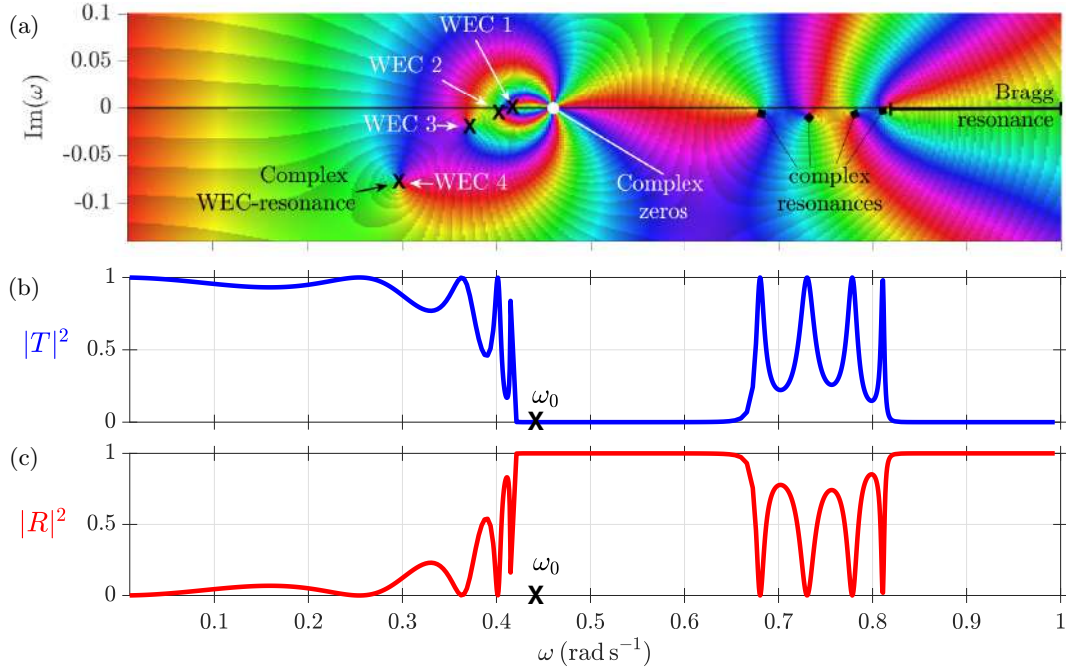 (a)
0.1
0.05
0
-0.05
-0.1
Im(ω)
WEC 1
WEC 2
WEC 3
WEC 4
Complex
WEC-resonance
Complex
zeros
complex
resonances
Bragg
resonance
(b)
|T|²
1
0.5
0
ω₀
(c)
|R|²
1
0.5
0
ω₀
0.1 0.2 0.3 0.4 0.5 0.6 0.7 0.8 0.9 1
ω (rad s⁻¹)